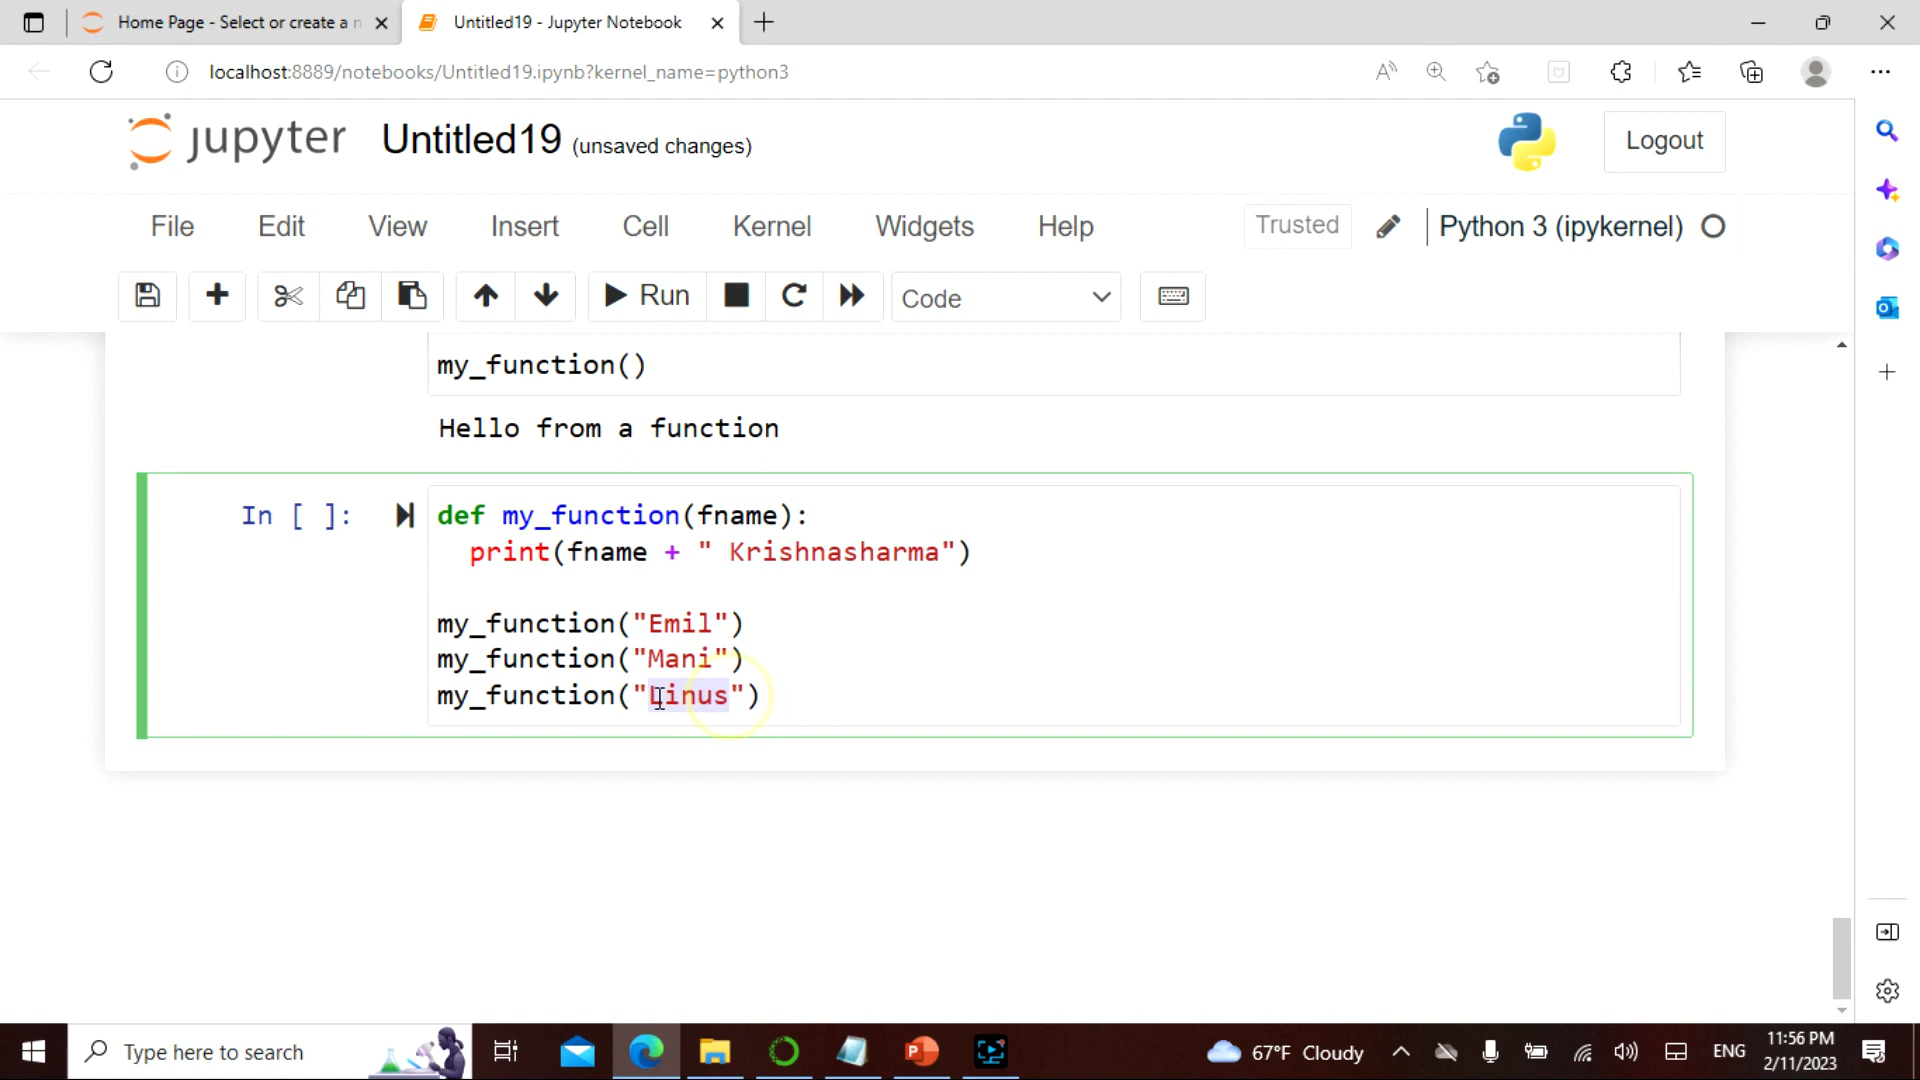 Home Page - Select or create a n
Untitled19 - Jupyter Notebook
localhost:8889/notebooks/Untitled19.ipynb?kernel_name=python3
jupyter Untitled19 (unsaved changes)
Logout
File Edit View Insert Cell Kernel Widgets Help Trusted Python 3 (ipykernel)
Run Code
my_function()
Hello from a function
In [ ]: def my_function(fname):
print(fname + " Krishnasharma")
my_function("Emil")
my_function("Mani")
my_function("Linus")
Type here to search
67°F Cloudy
ENG
11:56 PM
2/11/2023